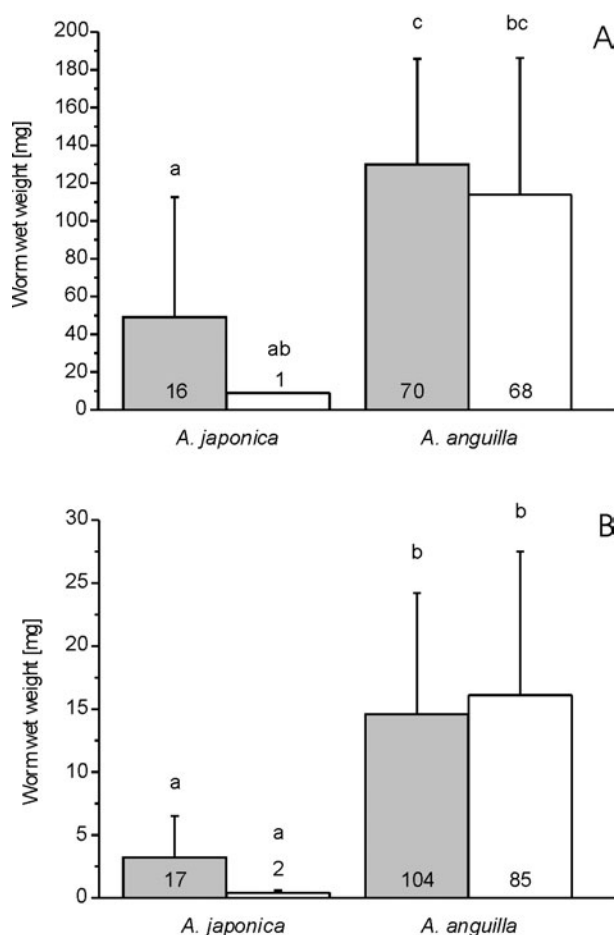 A
c
bc
a
ab
200
180
160
140
120
100
80
60
40
20
0
Worm wet weight [mg]
16
1
70
68
A. japonica
A. anguilla
B
b
b
a
a
30
25
20
15
10
5
0
Worm wet weight [mg]
17
2
104
85
A. japonica
A. anguilla